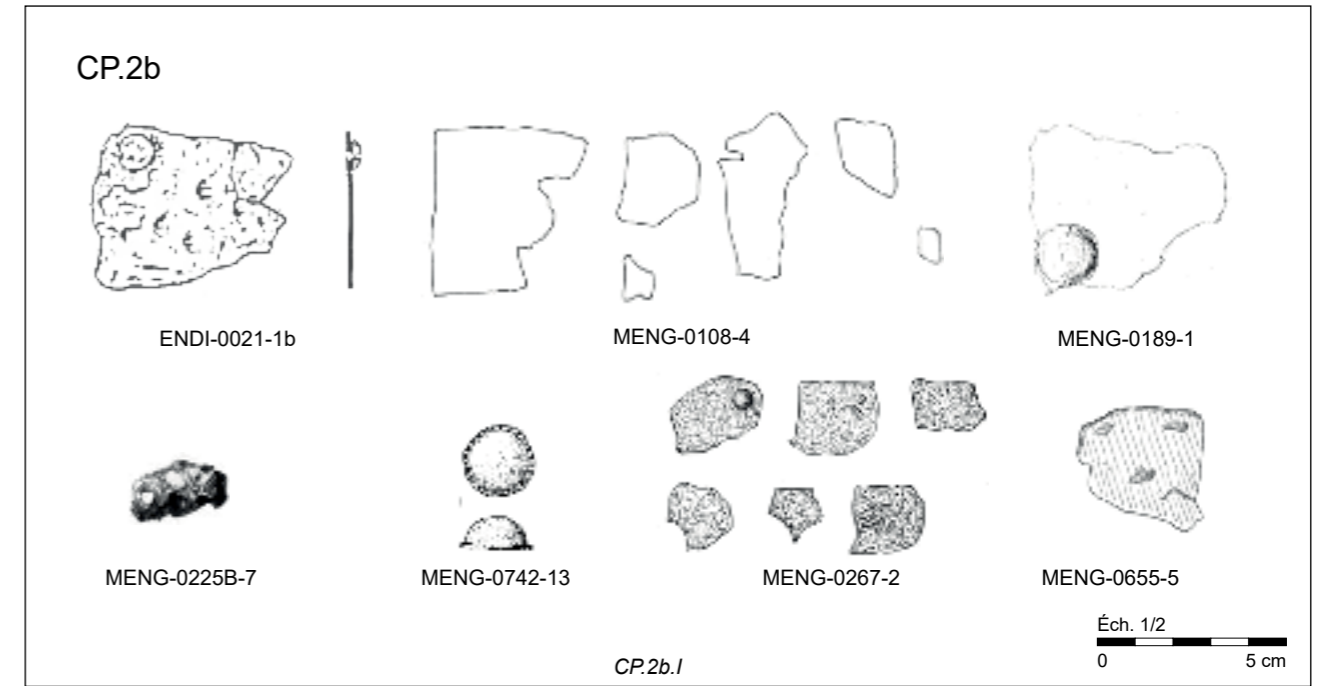 CP.2b
ENDI-0021-1b
MENG-0108-4
MENG-0189-1
MENG-0225B-7
MENG-0742-13
MENG-0267-2
MENG-0655-5
Éch. 1/2
0 5 cm
CP.2b.I